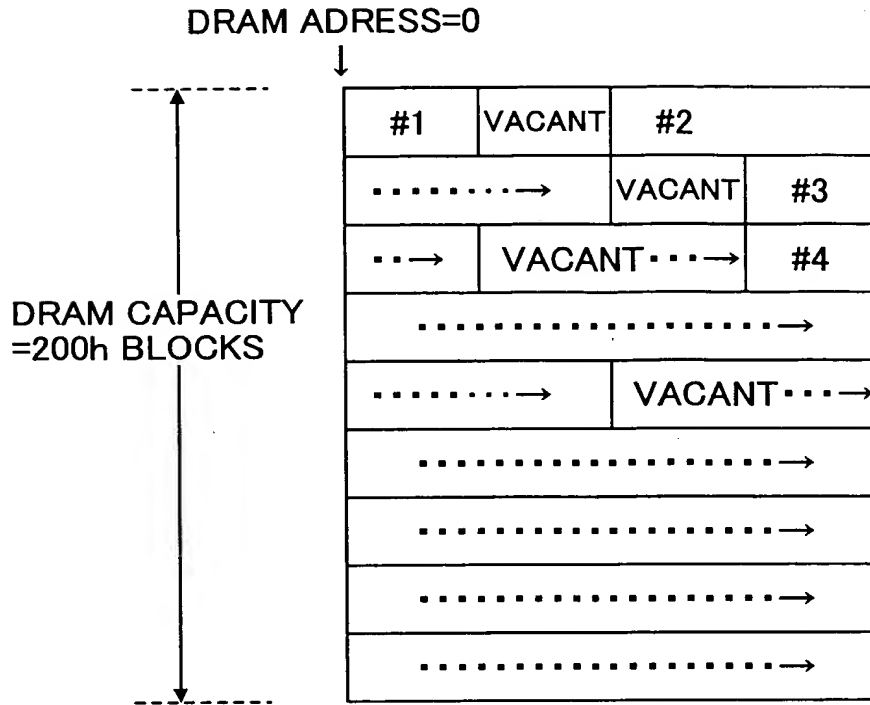 DRAM ADRESS=0
#1 VACANT #2
VACANT #3
VACANT #4
DRAM CAPACITY
=200h BLOCKS
VACANT